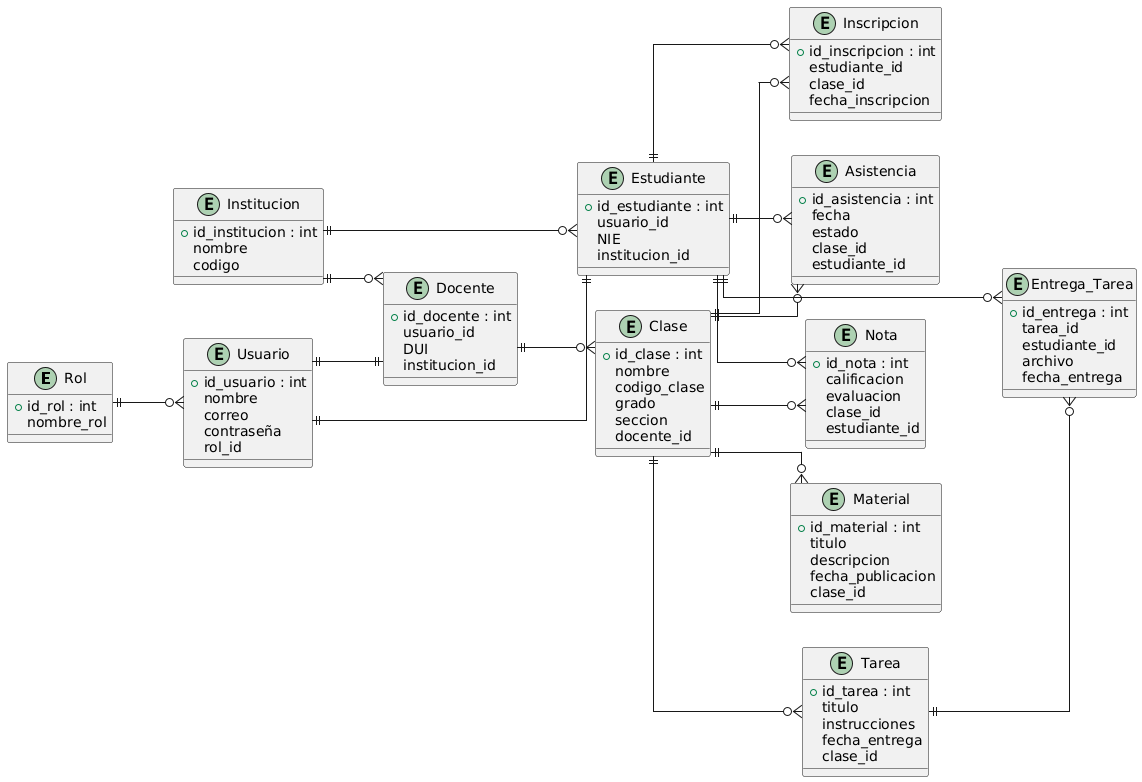 E Inscripcion
id_inscripcion : int
estudiante_id
clase_id
fecha_inscripcion
E Estudiante
id_estudiante : int
usuario_id
NIE
institucion_id
E Asistencia
id_asistencia : int
fecha
estado
clase_id
estudiante_id
E Institucion
id_institucion : int
nombre
codigo
E Docente
id_docente : int
usuario_id
DUI
institucion_id
E Entrega_Tarea
id_entrega : int
tarea_id
estudiante_id
archivo
fecha_entrega
E Clase
id_clase : int
nombre
codigo_clase
grado
seccion
docente_id
E Nota
id_nota : int
calificacion
evaluacion
clase_id
estudiante_id
E Rol
id_rol : int
nombre_rol
E Usuario
id_usuario : int
nombre
correo
contraseña
rol_id
E Material
id_material : int
titulo
descripcion
fecha_publicacion
clase_id
E Tarea
id_tarea : int
titulo
instrucciones
fecha_entrega
clase_id